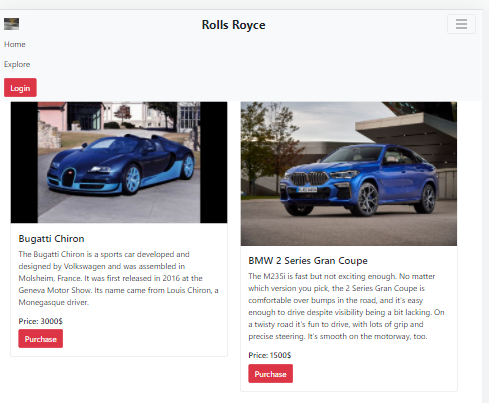 Rolls Royce
Home
Explore
Login
Bugatti Chiron
The Bugatti Chiron is a sports car developed and
designed by Volkswagen and was assembled in
Molsheim, France. It was first released in 2016 at the
Geneva Motor Show. Its name came from Louis Chiron, a
Monegasque driver.
Price: 3000$
Purchase
BMW 2 Series Gran Coupe
The M235i is fast but not exciting enough. No matter
which version you pick, the 2 Series Gran Coupe is
comfortable over bumps in the road, and it's easy
enough to drive despite visibility being a bit lacking. On
a twisty road it's fun to drive, with lots of grip and
precise steering. It's smooth on the motorway, too.
Price: 1500$
Purchase